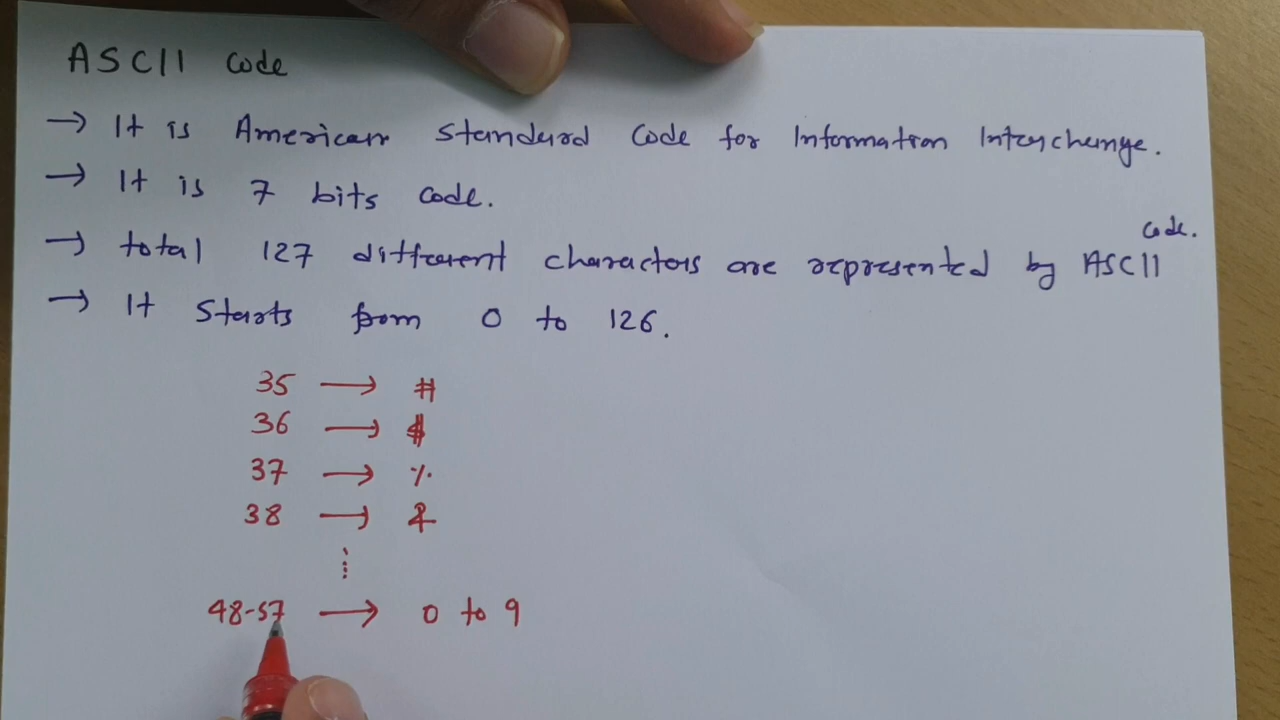 ASCII Code
→ It is American Standard Code for Information Interchange.
→ It is 7 bits code.
→ total 127 different characters are represented by ASCII code.
→ It starts from 0 to 126.
35 → #
36 → $
37 → %
38 → &
⋮
48-57 → 0 to 9